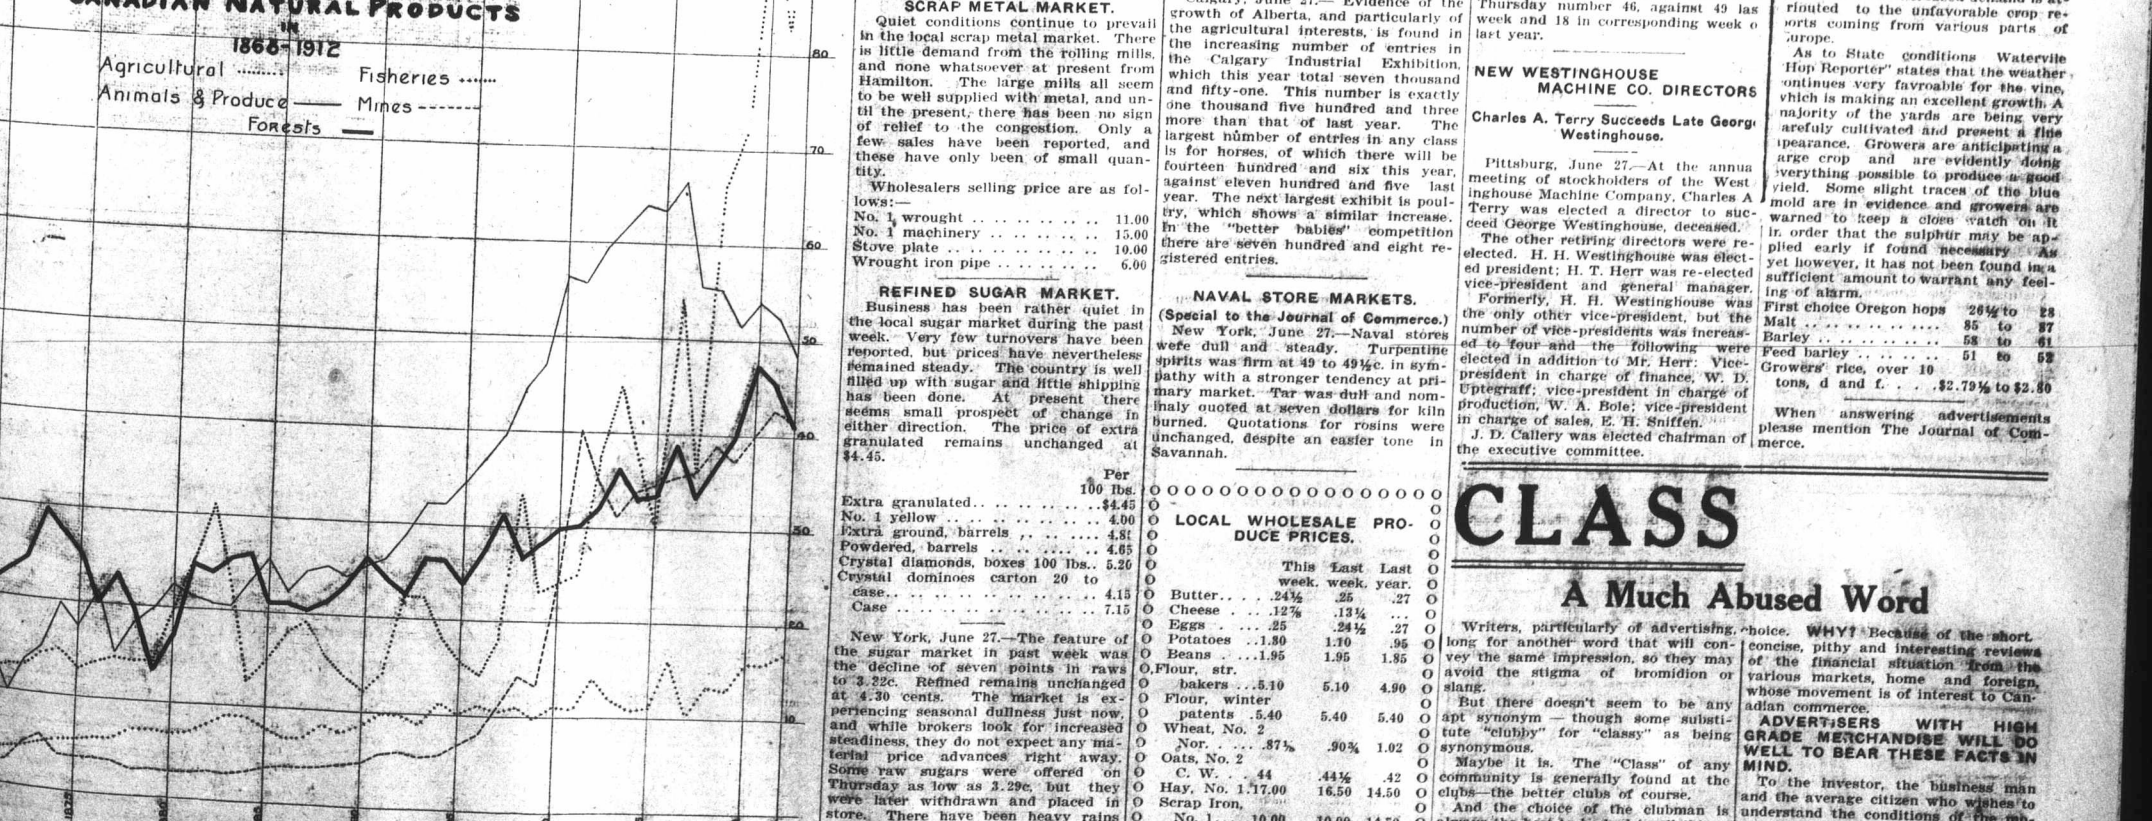 CANADIAN NATURAL PRODUCTS
IN
1868-1912
Agricultural ........
Fisheries ........
Animals & Produce
Mines --------
Forests
80
70
60
50
40
30
20
10
SCRAP METAL MARKET.
Quiet conditions continue to prevail
in the local scrap metal market. There
is little demand from the rolling mills,
and none whatsoever at present from
Hamilton. The large mills all seem
to be well supplied with metal, and un-
til the present, there has been no sign
of relief to the congestion. Only a
few sales have been reported, and
these have only been of small quan-
tity.
Wholesalers selling price are as fol-
lows:—
No. 1 wrought .. .. .. .. .. .. 11.00
No. 1 machinery .. .. .. .. .. 15.00
Stove plate .. .. .. .. .. .. 10.00
Wrought iron pipe .. .. .. .. 6.00
REFINED SUGAR MARKET.
Business has been rather quiet in
the local sugar market during the past
week. Very few turnovers have been
reported, but prices have nevertheless
remained steady. The country is well
filled up with sugar and little shipping
has been done. At present there
seems small prospect of change in
either direction. The price of extra
granulated remains unchanged at
$4.45.
Per
100 lbs.
Extra granulated.. .. .. .. ..$4.45
No. 1 yellow .. .. .. .. .. .. 4.00
Extra ground, barrels .. .. ....
Powdered, barrels .. .. .. .. 4.65
Crystal diamonds, boxes 100 lbs.. 5.20
Crystal dominoes carton 20 to
case.. .. .. .. .. .. .. .. 4.15
Case .. .. .. .. .. .. .. .. 7.15
New York, June 27.—The feature of
the sugar market in past week was
the decline of seven points in raws
to 3.32c. Refined remains unchanged
at 4.30 cents. The market is ex-
periencing seasonal dullness just now,
and while brokers look for increased
steadiness, they do not expect any ma-
terial price advances right away.
Some raw sugars were offered on
Thursday as low as 3.29c, but they
were later withdrawn and placed in
store. There have been heavy rains
Calgary, June 27.— Evidence of the
growth of Alberta, and particularly of
the agricultural interests, is found in
the increasing number of entries in
the Calgary Industrial Exhibition,
which this year total seven thousand
and fifty-one. This number is exactly
one thousand five hundred and three
more than that of last year. The
largest number of entries in any class
is for horses, of which there will be
fourteen hundred and six this year,
against eleven hundred and five last
year. The next largest exhibit is poul-
try, which shows a similar increase.
In the "better babies" competition
there are seven hundred and eight re-
gistered entries.
NAVAL STORE MARKETS.
(Special to the Journal of Commerce.)
New York, June 27.—Naval stores
were dull and steady. Turpentine
spirits was firm at 49 to 49½c. in sym-
pathy with a stronger tendency at pri-
mary market. Tar was dull and nom-
inaly quoted at seven dollars for kiln
burned. Quotations for rosins were
unchanged, despite an easier tone in
Savannah.
LOCAL WHOLESALE PRO-
DUCE PRICES.
This Last Last
week. week. year.
Butter.. . .24½ .25 .27
Cheese . ... .12⅞ .13¼ ...
Eggs . .... .25 .24½ .27
Potatoes ..1.80 1.70 .95
Beans . ....1.95 1.95 1.85
Flour, str.
bakers ...5.10 5.10 4.90
Flour, winter
patents .5.40 5.40 5.40
Wheat, No. 2
Nor. . ... .87½ .90¾ 1.02
Oats, No. 2
C. W. . .44 .44½ .42
Hay, No. 1.17.00 16.50 14.50
Scrap Iron,
No. 1
Thursday number 46, against 49 las
week and 18 in corresponding week o
last year.
NEW WESTINGHOUSE
MACHINE CO. DIRECTORS
Charles A. Terry Succeeds Late Georg
Westinghouse.
Pittsburg, June 27.—At the annua
meeting of stockholders of the West
inghouse Machine Company, Charles A
Terry was elected a director to suc-
ceed George Westinghouse, deceased.
The other retiring directors were re-
elected. H. H. Westinghouse was elect-
ed president; H. T. Herr was re-elected
vice-president and general manager.
Formerly, H. H. Westinghouse was
the only other vice-president, but the
number of vice-presidents was increas-
ed to four and the following were
elected in addition to Mr. Herr: Vice-
president in charge of finance, W. D.
Uptegraff; vice-president in charge of
production, W. A. Bole; vice-president
in charge of sales, E. H. Sniffen.
J. D. Callery was elected chairman of
the executive committee.
riouted to the unfavorable crop re-
orts coming from various parts of
urope.
As to State conditions Watervile
"Hop Reporter" states that the weather
ontinues very favroable for the vine,
which is making an excellent growth. A
majority of the yards are being very
arefuly cultivated and present a fine
ipearance. Growers are anticipating a
arge crop and are evidently doing
verything possible to produce a good
yield. Some slight traces of the blue
mold are in evidence and growers are
warned to keep a close watch on it
in order that the sulphur may be ap-
plied early if found necessary As
yet however, it has not been found in a
sufficient amount to warrant any feel-
ing of alarm.
First choice Oregon hops 26½ to 28
Malt .. .. .. .. .. .... 85 to 87
Barley .. .. .. .. .. .. 58 to 61
Feed barley .. .. .. .. 51 to 52
Growers' rice, over 10
tons, d and f. . . .$2.79½ to $2.80
When answering advertisements
please mention The Journal of Com-
merce.
CLASS
A Much Abused Word
Writers, particularly of advertising,
long for another word that will con-
vey the same impression, so they may
avoid the stigma of bromidion or
slang.
But there doesn't seem to be any
apt synonym — though some substi-
tute "clubby" for "classy" as being
synonymous.
Maybe it is. The "Class" of any
community is generally found at the
clubs—the better clubs of course.
And the choice of the clubman is
choice. WHY? Because of the short,
concise, pithy and interesting reviews
of the financial situation from the
various markets, home and foreign,
whose movement is of interest to Can-
adian commerce.
ADVERTISERS WITH HIGH
GRADE MERCHANDISE WILL DO
WELL TO BEAR THESE FACTS IN
MIND.
To the investor, the business man
and the average citizen who wishes to
understand the conditions of the